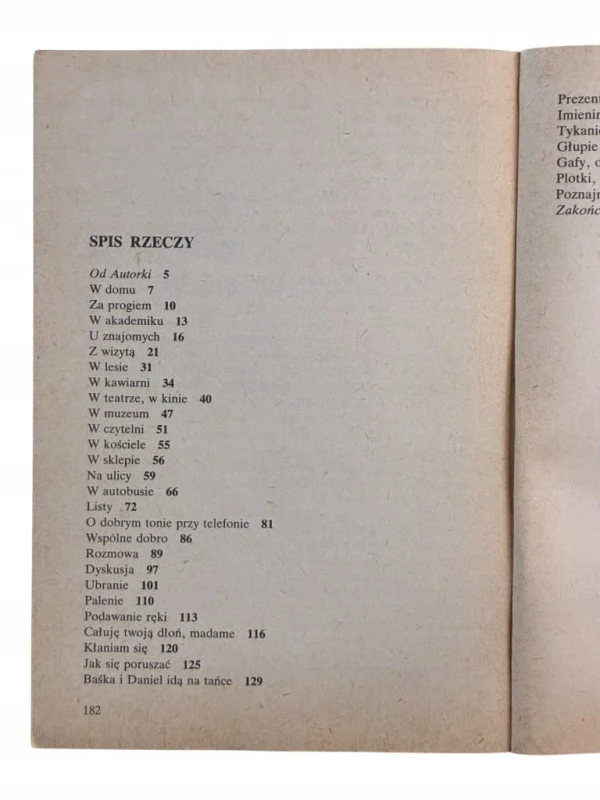 SPIS RZECZY
Od Autorki 5
W domu 7
Za progiem 10
W akademiku 13
U znajomych 16
Z wizytą 21
W lesie 31
W kawiarni 34
W teatrze, w kinie 40
W muzeum 47
W czytelni 51
W kościele 55
W sklepie 56
Na ulicy 59
W autobusie 66
Listy 72
O dobrym tonie przy telefonie 81
Wspólne dobro 86
Rozmowa 89
Dyskusja 97
Ubranie 101
Palenie 110
Podawanie ręki 113
Całuję twoją dłoń, madame 116
Kłaniam się 120
Jak się poruszać 125
Baśka i Daniel idą na tańce 129
182
Prezent
Imienin
Tykanie
Głupie
Gafy,
Plotki,
Poznajm
Zakońc